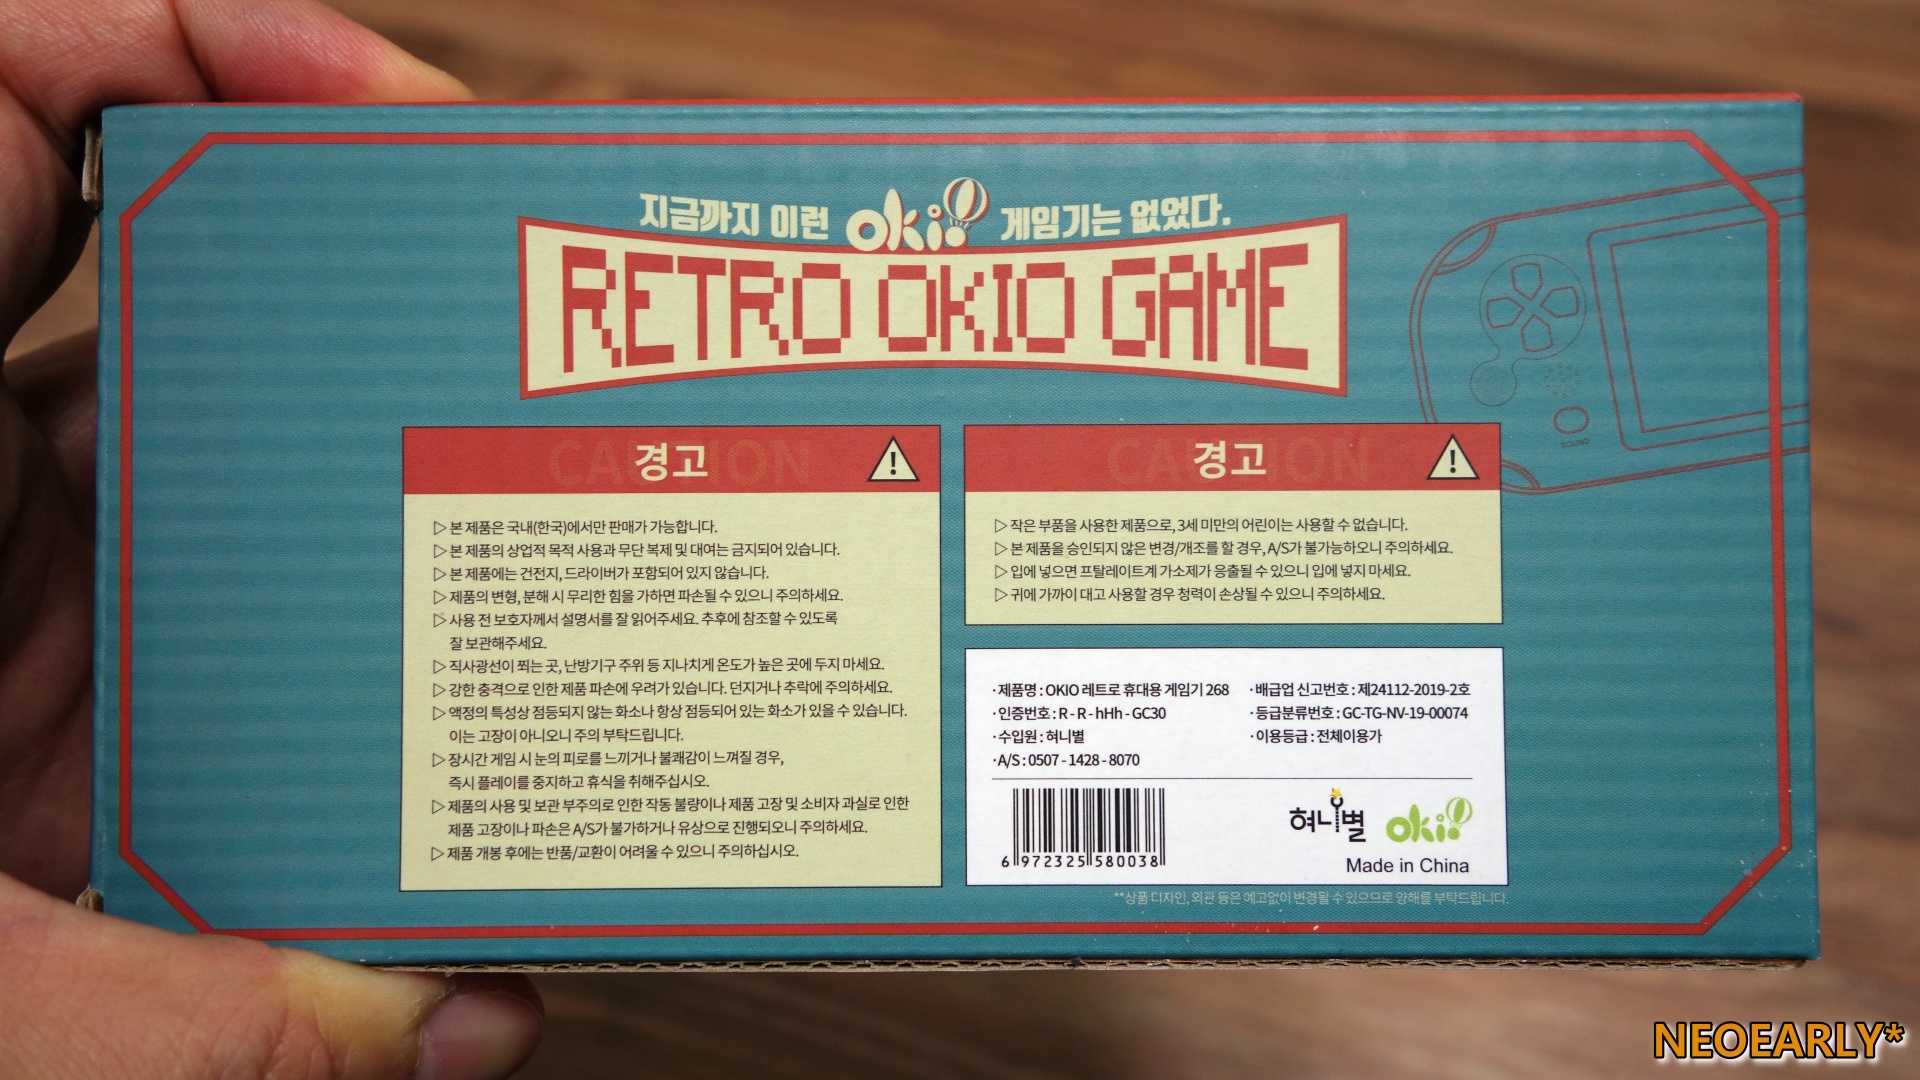 지금까지 이런 okio 게임기는 없었다.
RETRO OKIO GAME
CAUTION
경고
▷ 본 제품은 국내(한국)에서만 판매가 가능합니다.
▷ 본 제품의 상업적 목적 사용과 무단 복제 및 대여는 금지되어 있습니다.
▷ 본 제품에는 건전지, 드라이버가 포함되어 있지 않습니다.
▷ 제품의 변형, 분해 시 무리한 힘을 가하면 파손될 수 있으니 주의하세요.
▷ 사용 전 보호자께서 설명서를 잘 읽어주세요. 추후에 참조할 수 있도록
잘 보관해주세요.
▷ 직사광선이 쬐는 곳, 난방기구 주위 등 지나치게 온도가 높은 곳에 두지 마세요.
▷ 강한 충격으로 인한 제품 파손에 우려가 있습니다. 던지거나 추락에 주의하세요.
▷ 액정의 특성상 점등되지 않는 화소나 항상 점등되어 있는 화소가 있을 수 있습니다.
이는 고장이 아니오니 주의 부탁드립니다.
▷ 장시간 게임 시 눈의 피로를 느끼거나 불쾌감이 느껴질 경우,
즉시 플레이를 중지하고 휴식을 취해주십시오.
▷ 제품의 사용 및 보관 부주의로 인한 작동 불량이나 제품 고장 및 소비자 과실로 인한
제품 고장이나 파손은 A/S가 불가하거나 유상으로 진행되오니 주의하세요.
▷ 제품 개봉 후에는 반품/교환이 어려울 수 있으니 주의하십시오.
CAUTION
경고
▷ 작은 부품을 사용한 제품으로, 3세 미만의 어린이는 사용할 수 없습니다.
▷ 본 제품을 승인되지 않은 변경/개조를 할 경우, A/S가 불가능하오니 주의하세요.
▷ 입에 넣으면 프탈레이트계 가소제가 용출될 수 있으니 입에 넣지 마세요.
▷ 귀에 가까이 대고 사용할 경우 청력이 손상될 수 있으니 주의하세요.
SOUND
·제품명 : OKIO 레트로 휴대용 게임기 268
·인증번호 : R - R - hHh - GC30
·수입원 : 혀니별
·A/S : 0507 - 1428 - 8070
·배급업 신고번호 : 제24112-2019-2호
·등급분류번호 : GC-TG-NV-19-00074
·이용등급 : 전체이용가
6 972325 580038
혀니별 okio
Made in China
**상품 디자인, 외관 등은 예고없이 변경될 수 있으므로 양해를 부탁드립니다.
NEOEARLY*